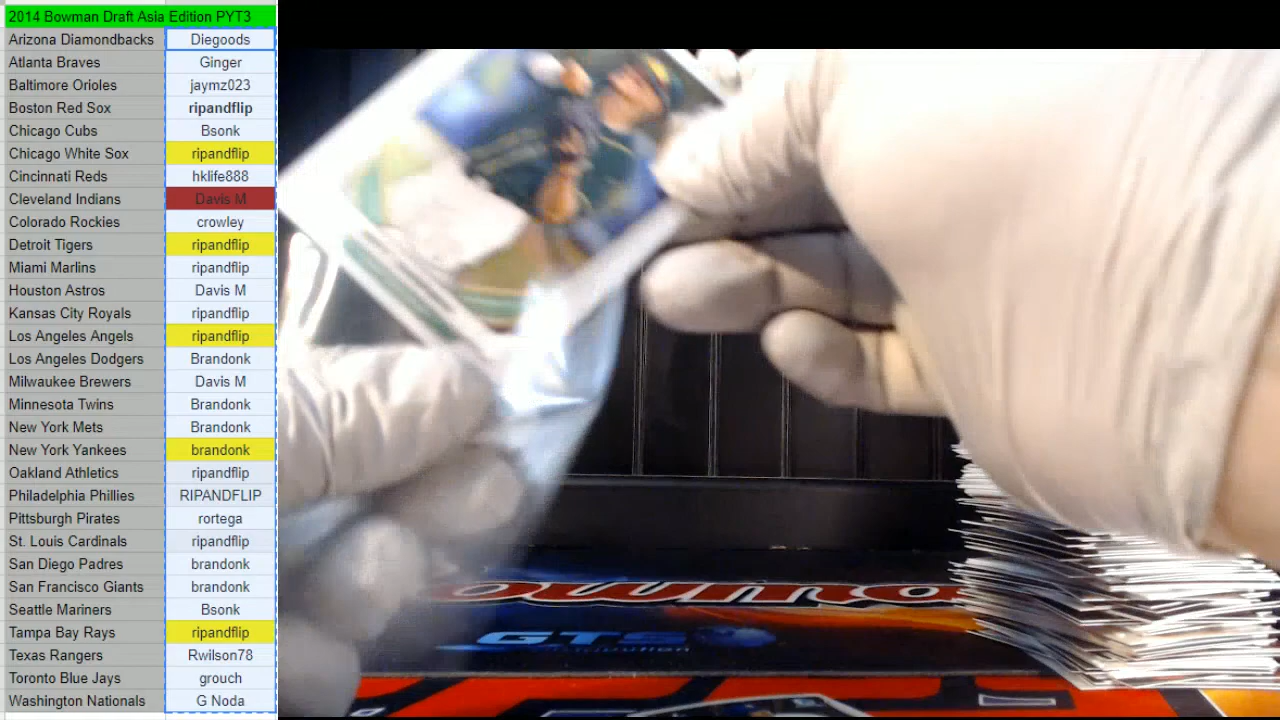 2014 Bowman Draft Asia Edition PYT3
Arizona Diamondbacks Diegoods
Atlanta Braves Ginger
Baltimore Orioles jaymz023
Boston Red Sox ripandflip
Chicago Cubs Bsonk
Chicago White Sox ripandflip
Cincinnati Reds hklife888
Cleveland Indians Davis M
Colorado Rockies crowley
Detroit Tigers ripandflip
Miami Marlins ripandflip
Houston Astros Davis M
Kansas City Royals ripandflip
Los Angeles Angels ripandflip
Los Angeles Dodgers Brandonk
Milwaukee Brewers Davis M
Minnesota Twins Brandonk
New York Mets Brandonk
New York Yankees brandonk
Oakland Athletics ripandflip
Philadelphia Phillies RIPANDFLIP
Pittsburgh Pirates rortega
St. Louis Cardinals ripandflip
San Diego Padres brandonk
San Francisco Giants brandonk
Seattle Mariners Bsonk
Tampa Bay Rays ripandflip
Texas Rangers Rwilson78
Toronto Blue Jays grouch
Washington Nationals G Noda
GTS